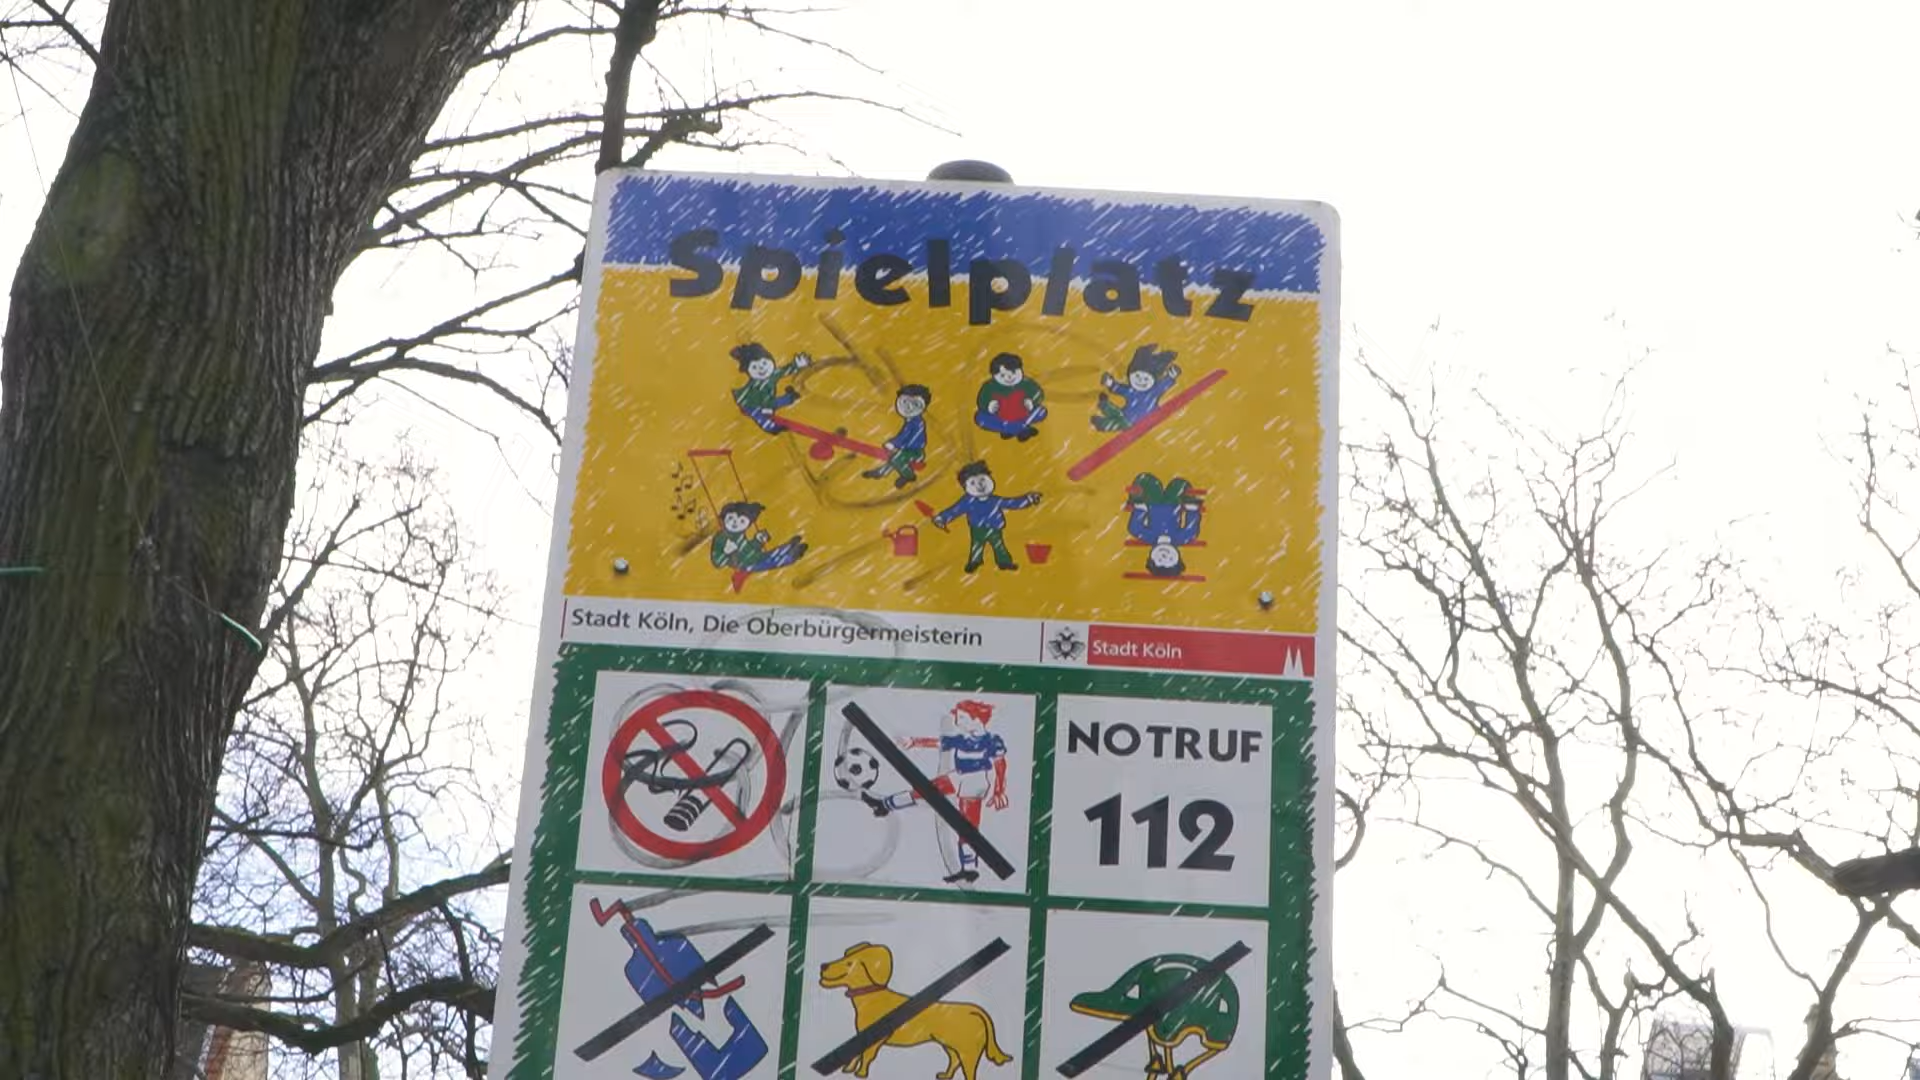 Spielplatz
Stadt Köln, Die Oberbürgermeisterin
Stadt Köln
NOTRUF
112